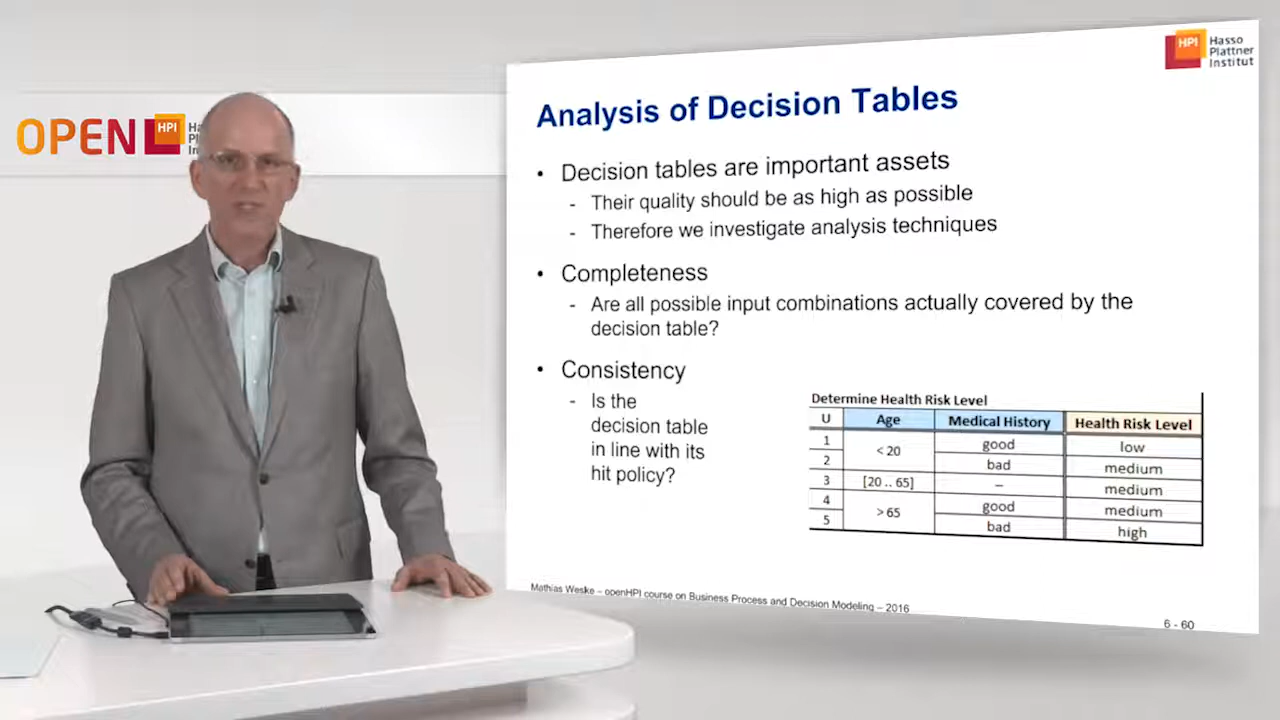 OPEN HPI
Ha
Pl
In
HPI Hasso
Plattner
Institut
Analysis of Decision Tables
• Decision tables are important assets
- Their quality should be as high as possible
- Therefore we investigate analysis techniques
• Completeness
- Are all possible input combinations actually covered by the
decision table?
• Consistency
- Is the
decision table
in line with its
hit policy?
Determine Health Risk Level
U Age Medical History Health Risk Level
1 < 20 good low
2 bad medium
3 [20 .. 65] – medium
4 > 65 good medium
5 bad high
Mathias Weske – openHPI course on Business Process and Decision Modeling – 2016
6 - 60